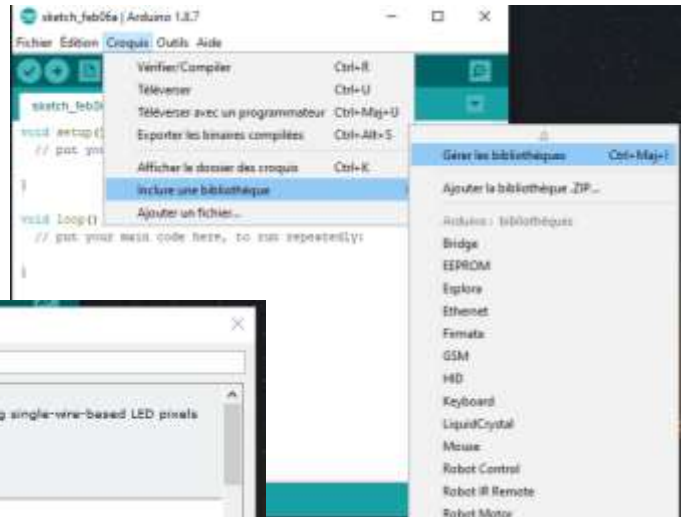 sketch_feb06a | Arduino 1.8.7
Fichier Édition Croquis Outils Aide
Vérifier/Compiler Ctrl+R
Téléverser Ctrl+U
Téléverser avec un programmateur Ctrl+Maj+U
Exporter les binaires compilées Ctrl+Alt+S
Afficher le dossier des croquis Ctrl+K
Inclure une bibliothèque
Ajouter un fichier...
sketch_feb0
void setup()
// put you
}
void loop()
// put your main code here, to run repeatedly:
}
Gérer les bibliothèques Ctrl+Maj+I
Ajouter la bibliothèque .ZIP...
Arduino : bibliothèques
Bridge
EEPROM
Esplora
Ethernet
Firmata
GSM
HID
Keyboard
LiquidCrystal
Mouse
Robot Control
Robot IR Remote
Robot Motor
g single-wire-based LED pixels